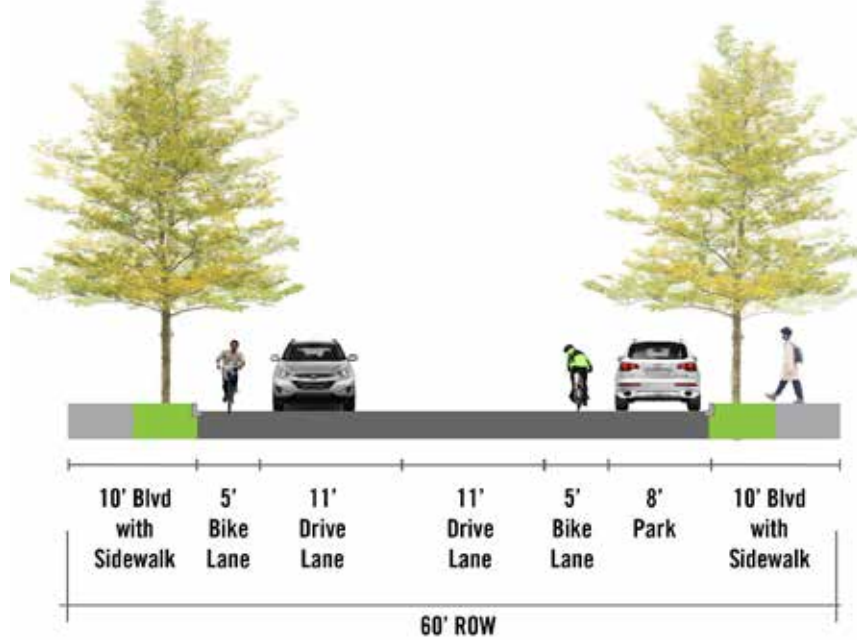 10' Blvd with Sidewalk
5' Bike Lane
11' Drive Lane
11' Drive Lane
5' Bike Lane
8' Park
10' Blvd with Sidewalk
60' ROW